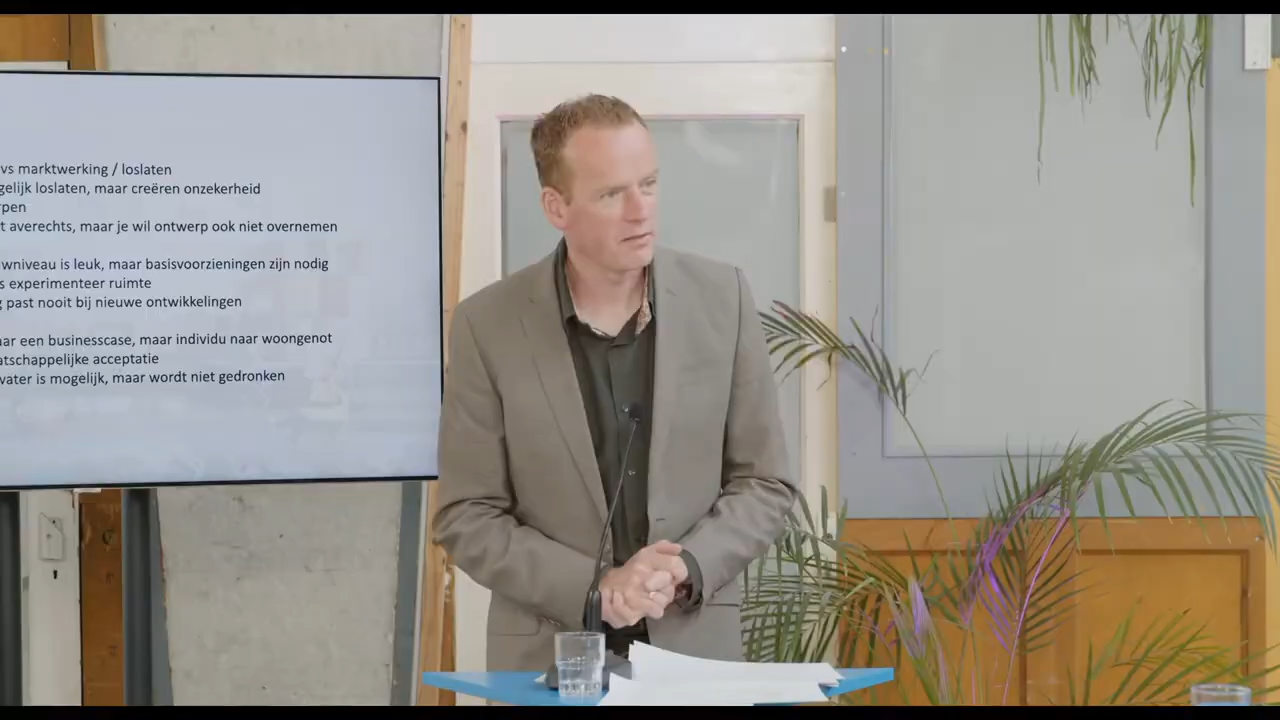 vs marktwerking / loslaten
gelijk loslaten, maar creëren onzekerheid
rpen
t averechts, maar je wil ontwerp ook niet overnemen
wniveau is leuk, maar basisvoorzieningen zijn nodig
s experimenteer ruimte
g past nooit bij nieuwe ontwikkelingen
ar een businesscase, maar individu naar woongenot
atschappelijke acceptatie
water is mogelijk, maar wordt niet gedronken